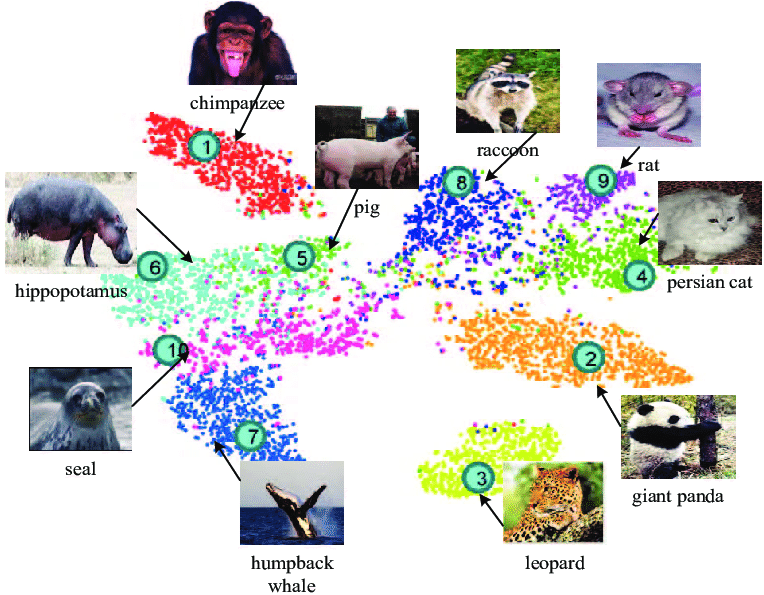 chimpanzee
raccoon
rat
1
pig
8
9
5
6
4
hippopotamus
persian cat
10
2
seal
7
giant panda
3
humpback
whale
leopard